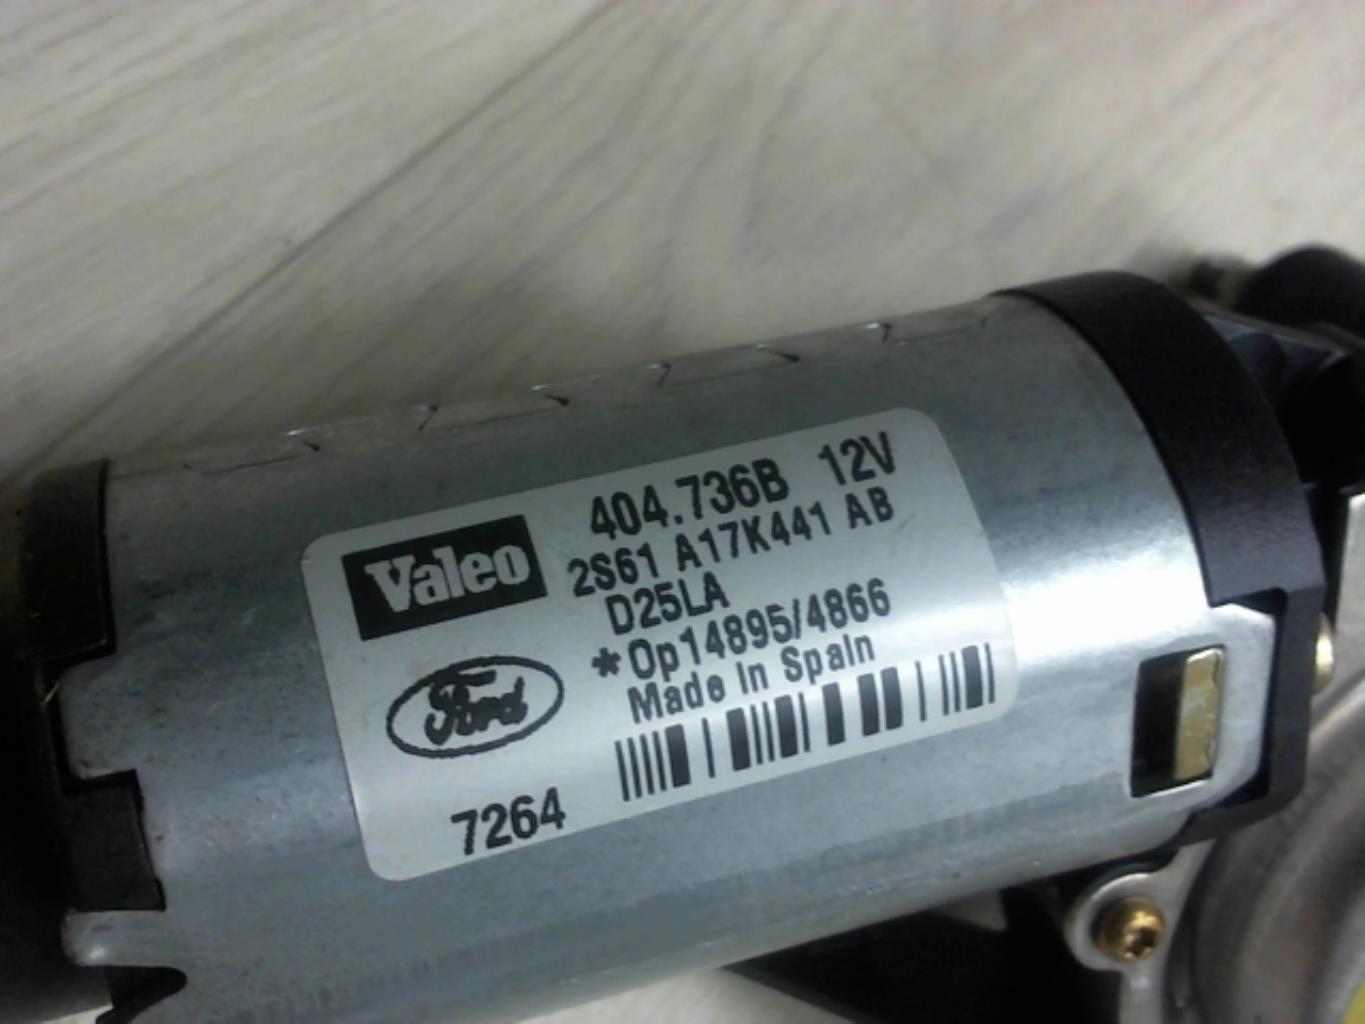 Valeo
404.736B 12V
2S61 A17K441 AB
D25LA
*Op14895/4866
Made In Spain
Ford
7264